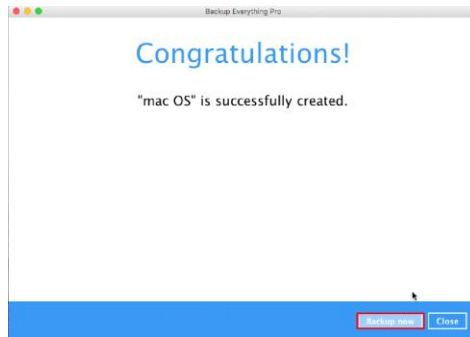 Backup Everything Pro
Congratulations!
"mac OS" is successfully created.
Backup now Close